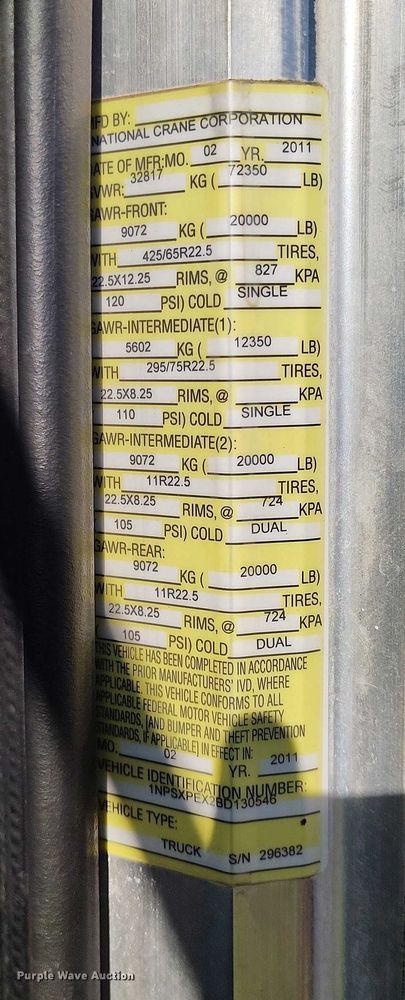 MFD BY:
NATIONAL CRANE CORPORATION
DATE OF MFR:MO. 02 YR. 2011
GVWR: 32817 KG ( 72350 LB)
GAWR-FRONT:
9072 KG ( 20000 LB)
WITH 425/65R22.5 TIRES,
22.5X12.25 RIMS, @ 827 KPA
120 PSI) COLD SINGLE
GAWR-INTERMEDIATE(1):
5602 KG ( 12350 LB)
WITH 295/75R22.5 TIRES,
22.5X8.25 RIMS, @ KPA
110 PSI) COLD SINGLE
GAWR-INTERMEDIATE(2):
9072 KG ( 20000 LB)
WITH 11R22.5 TIRES,
22.5X8.25 RIMS, @ 724 KPA
105 PSI) COLD DUAL
GAWR-REAR:
9072 KG ( 20000 LB)
WITH 11R22.5 TIRES,
22.5X8.25 RIMS, @ 724 KPA
105 PSI) COLD DUAL
THIS VEHICLE HAS BEEN COMPLETED IN ACCORDANCE
WITH THE PRIOR MANUFACTURERS' IVD, WHERE
APPLICABLE. THIS VEHICLE CONFORMS TO ALL
APPLICABLE FEDERAL MOTOR VEHICLE SAFETY
STANDARDS, [AND BUMPER AND THEFT PREVENTION
STANDARDS, IF APPLICABLE] IN EFFECT IN:
MO. 02 YR. 2011
VEHICLE IDENTIFICATION NUMBER:
1NPSXPEX2BD130546
VEHICLE TYPE:
TRUCK S/N 296382
Purple Wave Auction